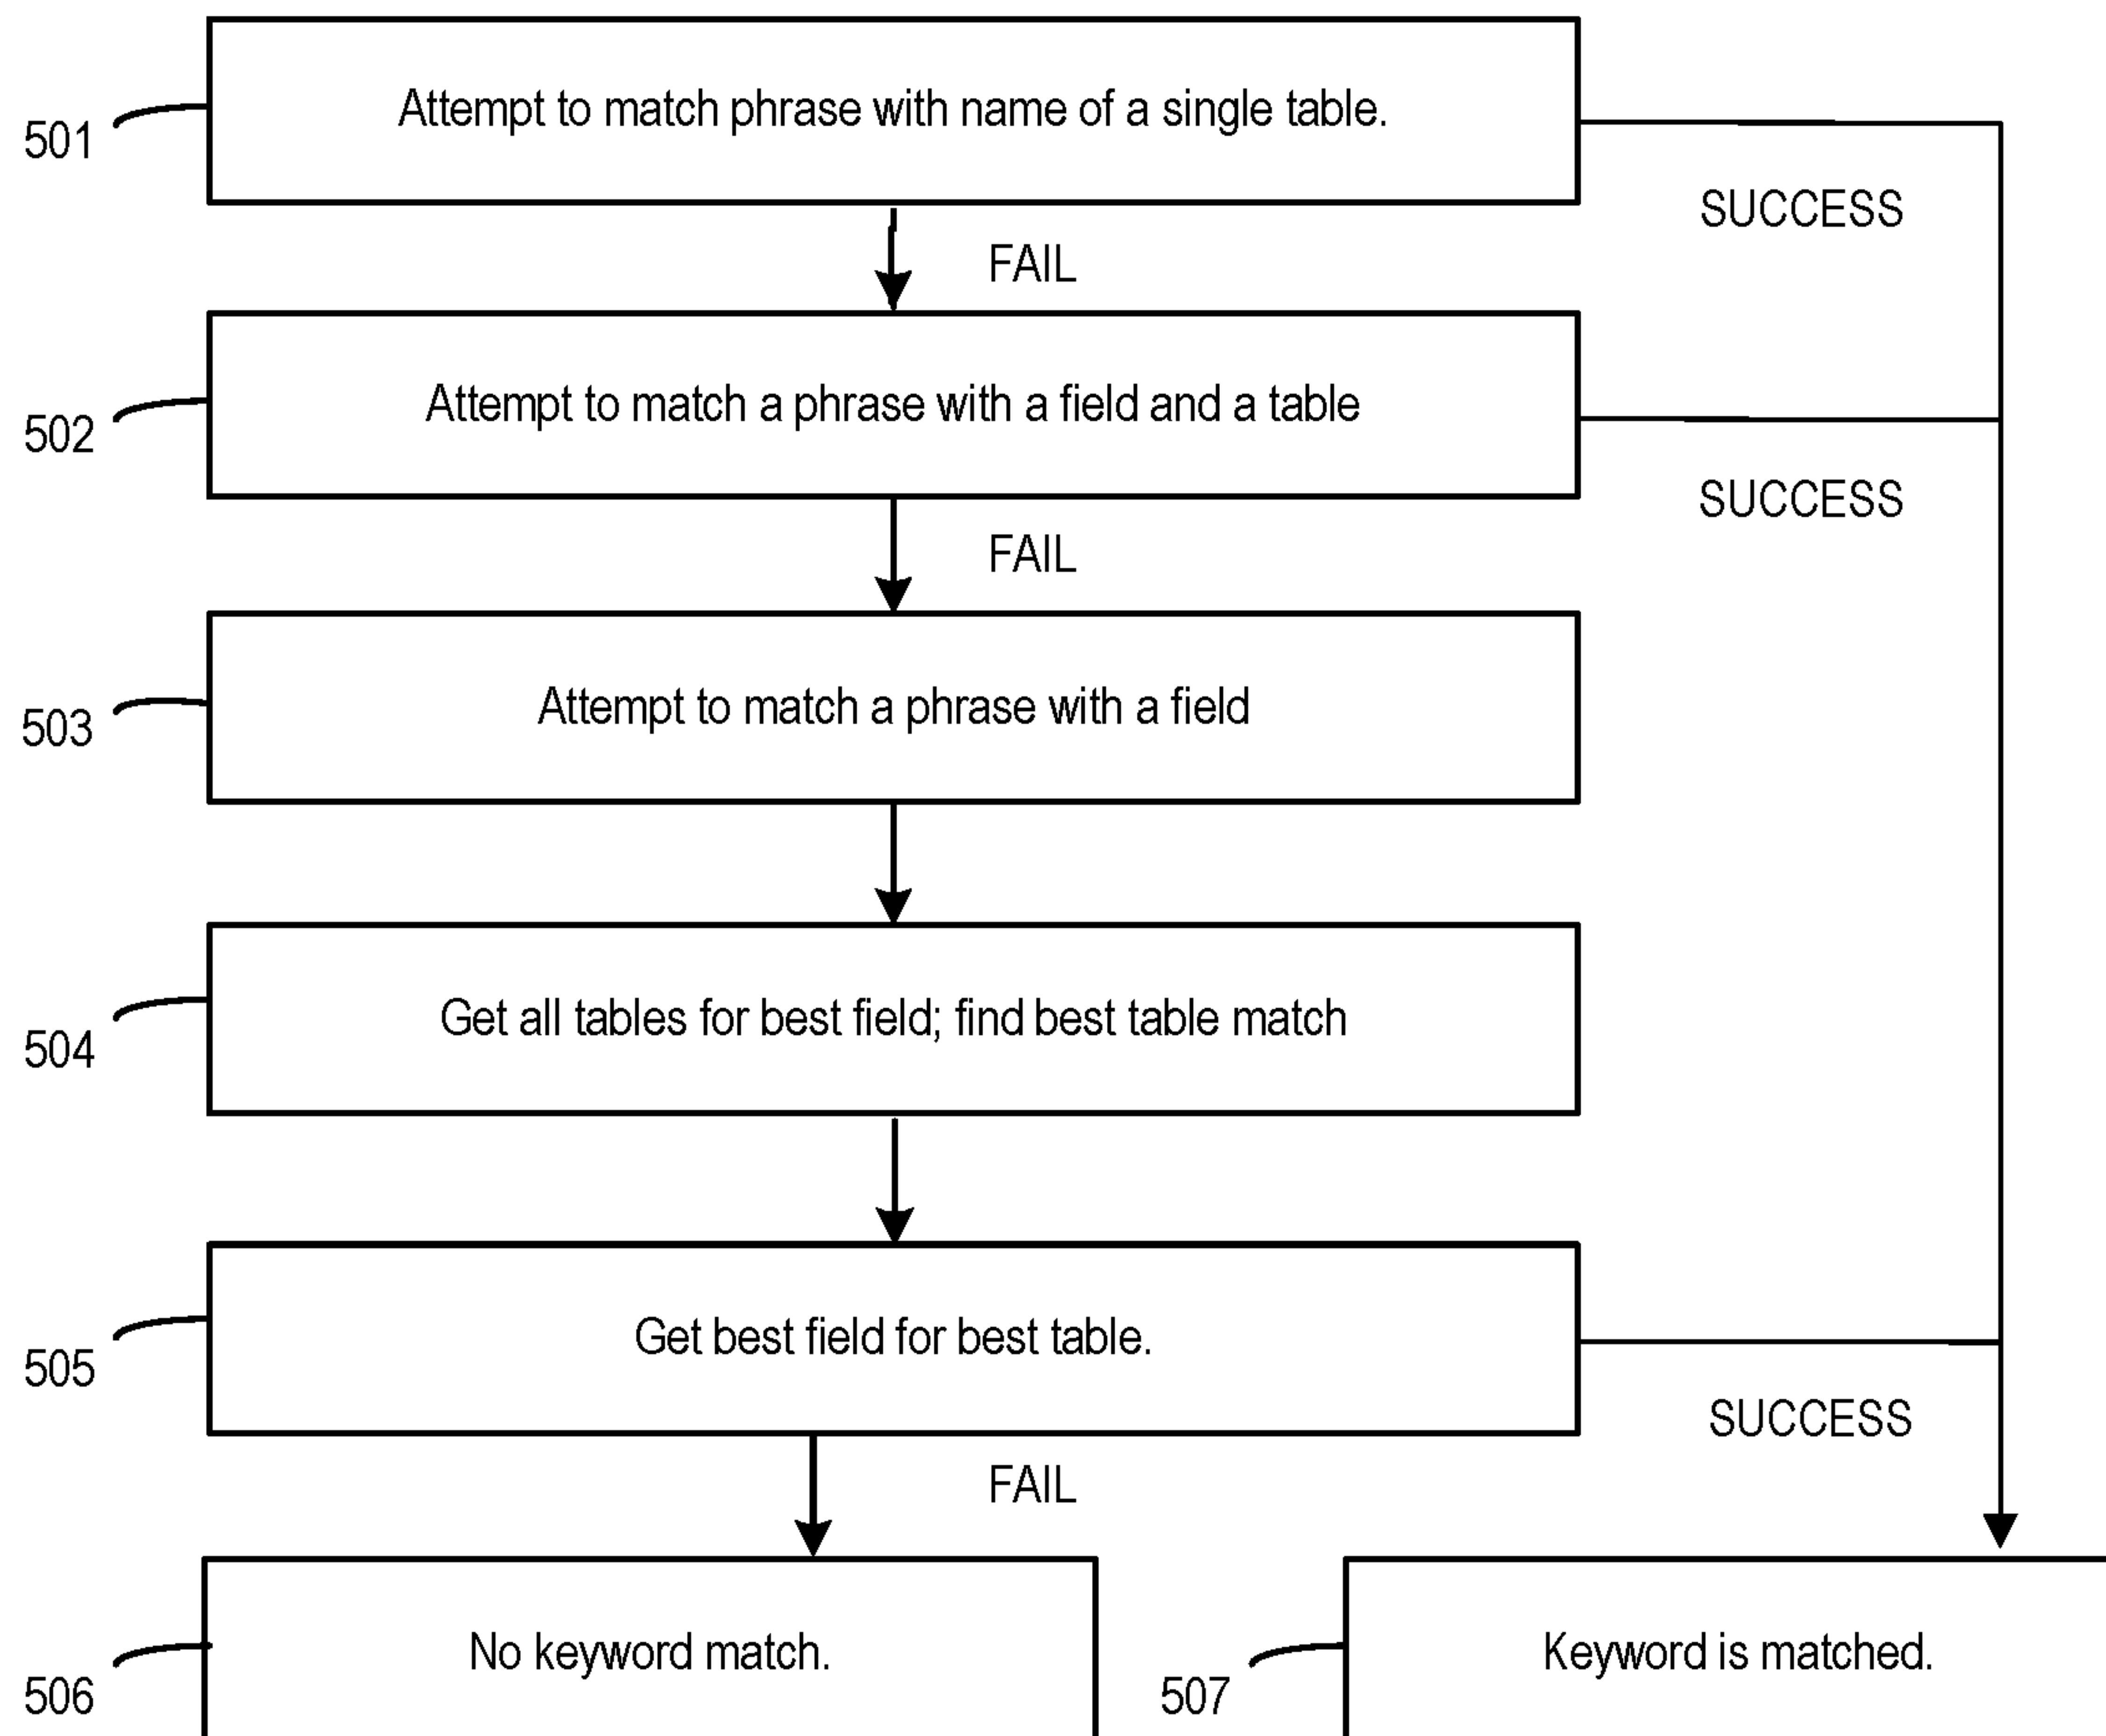 Attempt to match phrase with name of a single table.
501
SUCCESS
FAIL
Attempt to match a phrase with a field and a table
502
SUCCESS
FAIL
Attempt to match a phrase with a field
503
Get all tables for best field; find best table match
504
Get best field for best table.
505
SUCCESS
FAIL
No keyword match.
506
Keyword is matched.
507